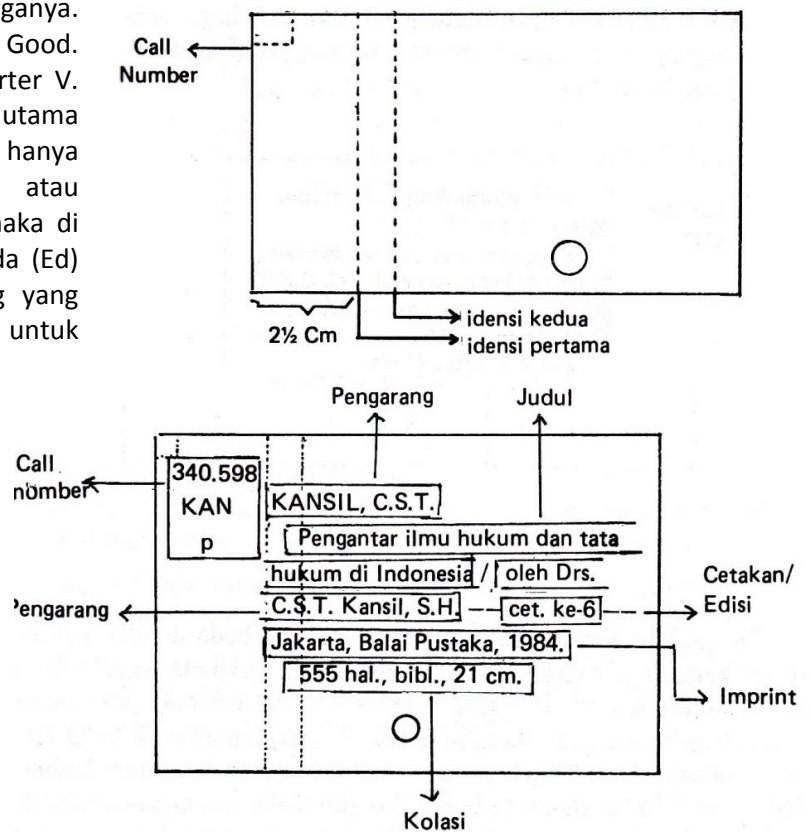 rganya.
Good.
rter V.
utama
hanya
atau
naka di
da (Ed)
g yang
untuk
Call
Number
2½ Cm
idensi kedua
idensi pertama
Pengarang
Judul
Call
nomber
340.598
KAN
p
KANSIL, C.S.T.
Pengantar ilmu hukum dan tata
hukum di Indonesia / oleh Drs.
C.S.T. Kansil, S.H. — cet. ke-6
Jakarta, Balai Pustaka, 1984.
555 hal., bibl., 21 cm.
Pengarang
Cetakan/
Edisi
Imprint
Kolasi